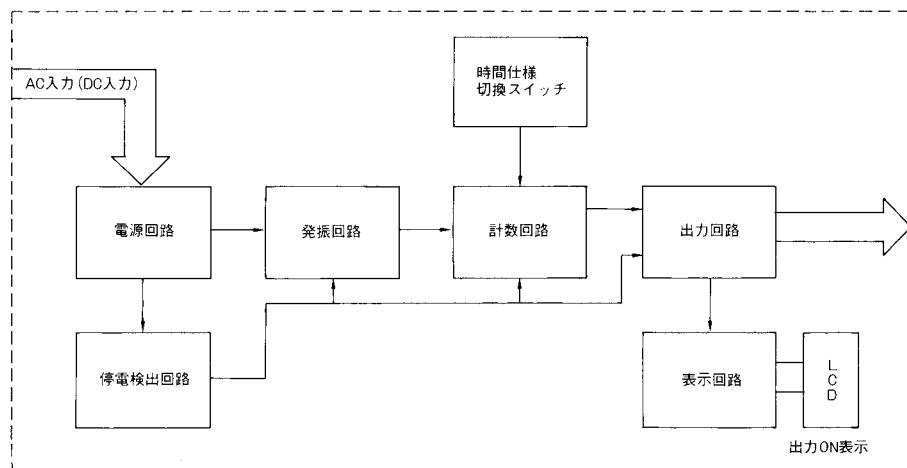 AC入力(DC入力)
時間仕様
切換スイッチ
電源回路
発振回路
計数回路
出力回路
停電検出回路
表示回路
LCD
出力ON表示